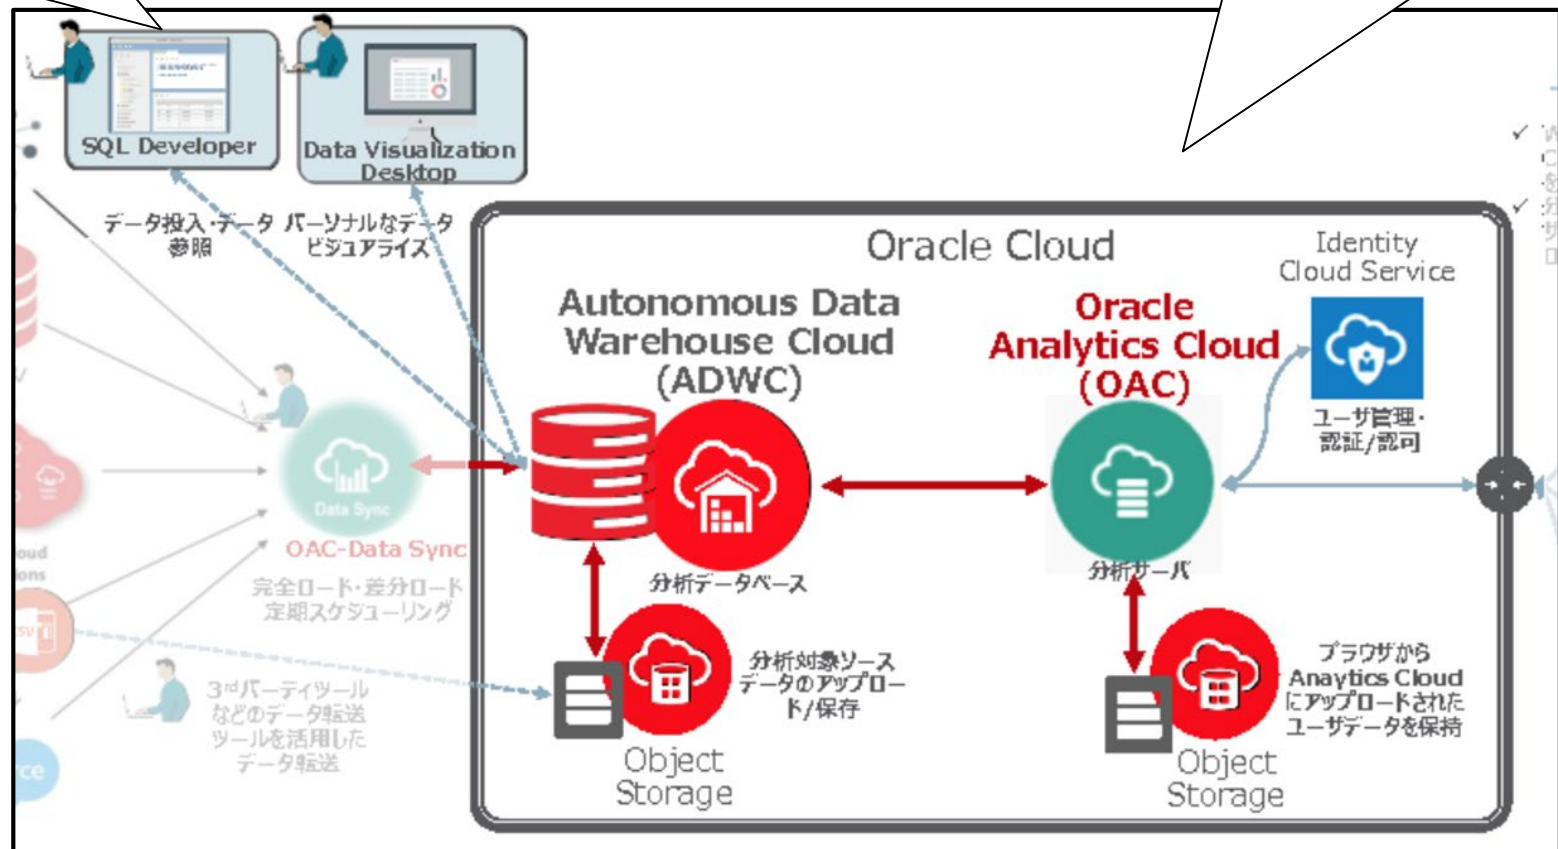 SQL Developer
Data Visualization
Desktop
データ投入・データ
参照
パーソナルなデータ
ビジュアライズ
Oracle Cloud
Identity
Cloud Service
ユーザ管理・
認証/認可
Autonomous Data
Warehouse Cloud
(ADWC)
Oracle
Analytics Cloud
(OAC)
Data Sync
OAC-Data Sync
完全ロード・差分ロード
定期スケジューリング
分析データベース
分析サーバ
3rdパーティツール
などのデータ転送
ツールを活用した
データ転送
分析対象ソース
データのアップロー
ド/保存
Object
Storage
ブラウザから
Anaytics Cloud
にアップロードされた
ユーザデータを保持
Object
Storage